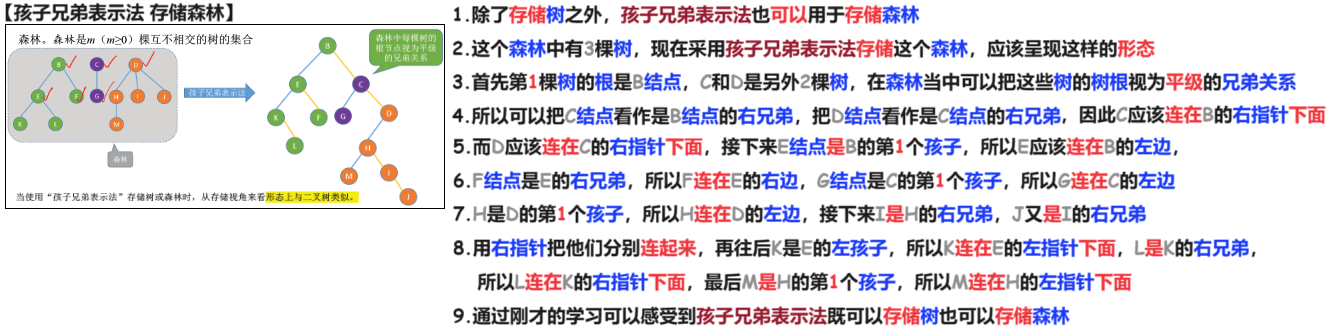 【孩子兄弟表示法 存储森林】
森林。森林是m（m≥0）棵互不相交的树的集合
B
C
D
E
F
G
H
I
J
K
L
M
森林
孩子兄弟表示法
森林中每棵树的
根节点视为平级
的兄弟关系
B
E
C
K
F
G
D
L
H
M
I
J
当使用“孩子兄弟表示法”存储树或森林时，从存储视角来看形态上与二叉树类似。
1.除了存储树之外，孩子兄弟表示法也可以用于存储森林
2.这个森林中有3棵树，现在采用孩子兄弟表示法存储这个森林，应该呈现这样的形态
3.首先第1棵树的根是B结点，C和D是另外2棵树，在森林当中可以把这些树的树根视为平级的兄弟关系
4.所以可以把C结点看作是B结点的右兄弟，把D结点看作是C结点的右兄弟，因此C应该连在B的右指针下面
5.而D应该连在C的右指针下面，接下来E结点是B的第1个孩子，所以E应该连在B的左边，
6.F结点是E的右兄弟，所以F连在E的右边，G结点是C的第1个孩子，所以G连在C的左边
7.H是D的第1个孩子，所以H连在D的左边，接下来I是H的右兄弟，J又是I的右兄弟
8.用右指针把他们分别连起来，再往后K是E的左孩子，所以K连在E的左指针下面，L是K的右兄弟，
所以L连在K的右指针下面，最后M是H的第1个孩子，所以M连在H的左指针下面
9.通过刚才的学习可以感受到孩子兄弟表示法既可以存储树也可以存储森林